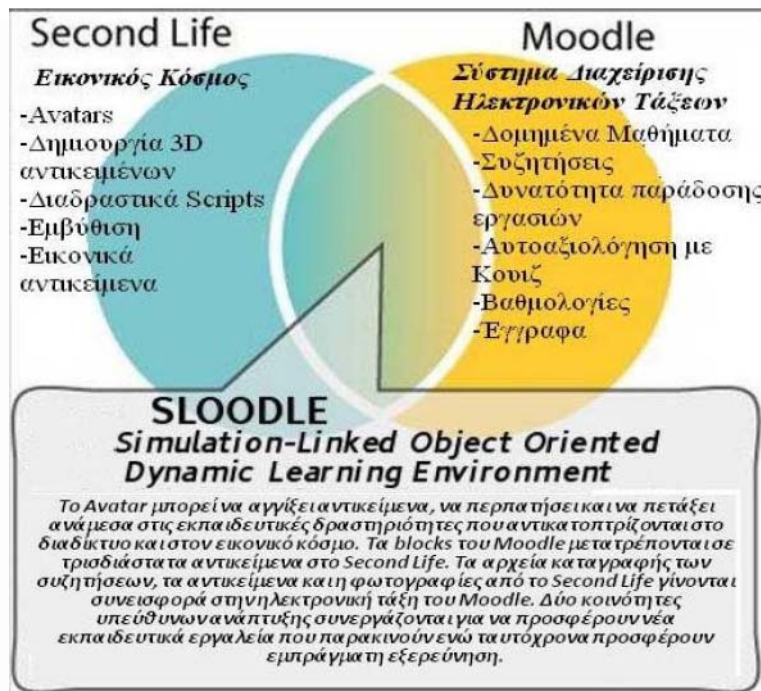 Second Life
Εικονικός Κόσμος
-Avatars
-Δημιουργία 3D
αντικειμένων
-Διαδραστικά Scripts
-Εμβύθιση
-Εικονικά
αντικείμενα
Moodle
Σύστημα Διαχείρισης
Ηλεκτρονικών Τάξεων
-Δομημένα Μαθήματα
-Συζητήσεις
-Δυνατότητα παράδοσης
εργασιών
-Αυτοαξιολόγηση με
Κουιζ
-Βαθμολογίες
-Έγγραφα
SLOODLE
Simulation-Linked Object Oriented
Dynamic Learning Environment
Το Avatar μπορεί να αγγίξει αντικείμενα, να περπατήσει και να πετάξει
ανάμεσα στις εκπαιδευτικές δραστηριότητες που αντικατοπτρίζονται στο
διαδίκτυο και στον εικονικό κόσμο. Τα blocks του Moodle μετατρέπονται σε
τρισδιάστατα αντικείμενα στο Second Life. Τα αρχεία καταγραφής των
συζητήσεων, τα αντικείμενα και η φωτογραφίες από το Second Life γίνονται
συνεισφορά στην ηλεκτρονική τάξη του Moodle. Δύο κοινότητες
υπεύθυνων ανάπτυξης συνεργάζονται για να προσφέρουν νέα
εκπαιδευτικά εργαλεία που παρακινούν ενώ ταυτόχρονα προσφέρουν
εμπράγματη εξερεύνηση.